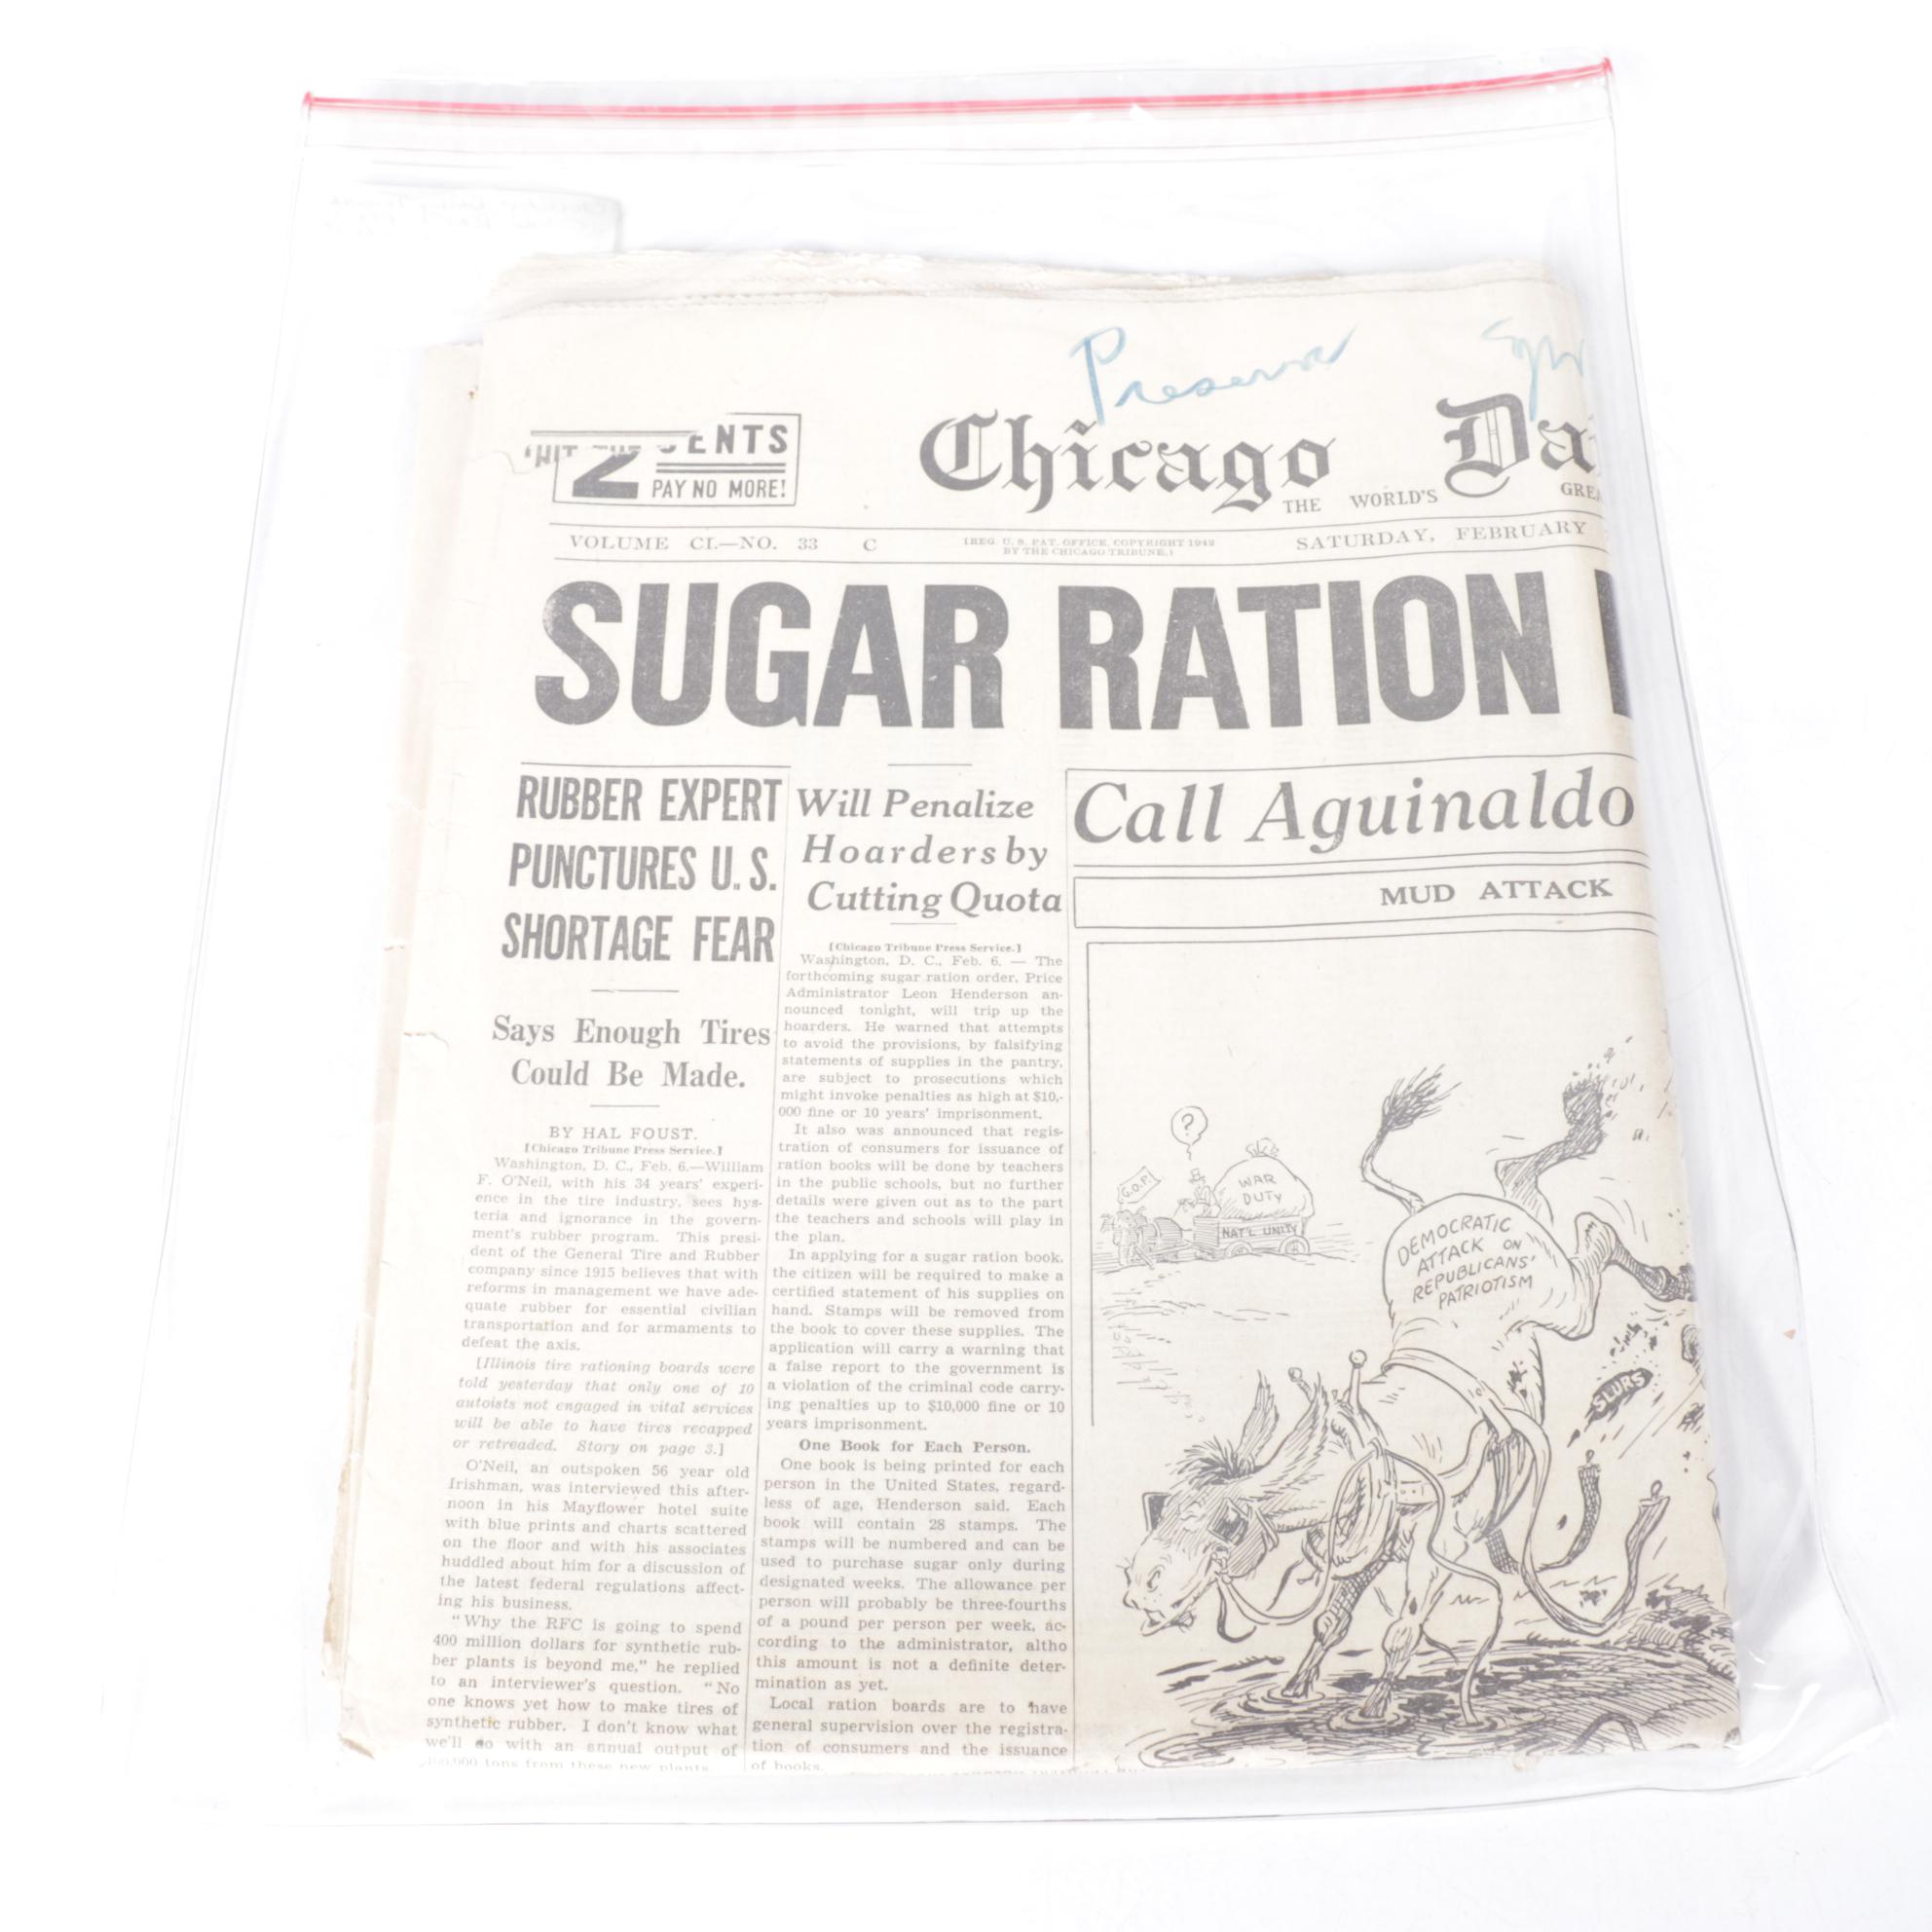 Preserve
2 CENTS
PAY NO MORE!
Chicago Da
THE WORLD'S GREA
VOLUME CI.—NO. 33 C
[REG. U. S. PAT. OFFICE, COPYRIGHT 1942
BY THE CHICAGO TRIBUNE.]
SATURDAY, FEBRUARY
SUGAR RATION
RUBBER EXPERT
PUNCTURES U. S.
SHORTAGE FEAR
Says Enough Tires
Could Be Made.
BY HAL FOUST.
[Chicago Tribune Press Service.]
Washington, D. C., Feb. 6.—William
F. O'Neil, with his 34 years' experi-
ence in the tire industry, sees hys-
teria and ignorance in the govern-
ment's rubber program. This presi-
dent of the General Tire and Rubber
company since 1915 believes that with
reforms in management we have ade-
quate rubber for essential civilian
transportation and for armaments to
defeat the axis.
[Illinois tire rationing boards were
told yesterday that only one of 10
autoists not engaged in vital services
will be able to have tires recapped
or retreaded. Story on page 3.]
O'Neil, an outspoken 56 year old
Irishman, was interviewed this after-
noon in his Mayflower hotel suite
with blue prints and charts scattered
on the floor and with his associates
huddled about him for a discussion of
the latest federal regulations affect-
ing his business.
"Why the RFC is going to spend
400 million dollars for synthetic rub-
ber plants is beyond me," he replied
to an interviewer's question. "No
one knows yet how to make tires of
synthetic rubber. I don't know what
we'll do with an annual output of
tons from these new plants
Will Penalize
Hoarders by
Cutting Quota
[Chicago Tribune Press Service.]
Washington, D. C., Feb. 6. — The
forthcoming sugar ration order, Price
Administrator Leon Henderson an-
nounced tonight, will trip up the
hoarders. He warned that attempts
to avoid the provisions, by falsifying
statements of supplies in the pantry,
are subject to prosecutions which
might invoke penalties as high at $10,-
000 fine or 10 years' imprisonment.
It also was announced that regis-
tration of consumers for issuance of
ration books will be done by teachers
in the public schools, but no further
details were given out as to the part
the teachers and schools will play in
the plan.
In applying for a sugar ration book,
the citizen will be required to make a
certified statement of his supplies on
hand. Stamps will be removed from
the book to cover these supplies. The
application will carry a warning that
a false report to the government is
a violation of the criminal code carry-
ing penalties up to $10,000 fine or 10
years imprisonment.
One Book for Each Person.
One book is being printed for each
person in the United States, regard-
less of age, Henderson said. Each
book will contain 28 stamps. The
stamps will be numbered and can be
used to purchase sugar only during
designated weeks. The allowance per
person will probably be three-fourths
of a pound per person per week, ac-
cording to the administrator, altho
this amount is not a definite deter-
mination as yet.
Local ration boards are to have
general supervision over the registra-
tion of consumers and the issuance
of books.
Call Aguinaldo
MUD ATTACK
?
G.O.P.
WAR
DUTY
NAT'L UNITY
DEMOCRATIC
ATTACK ON
REPUBLICANS'
PATRIOTISM
SLURS